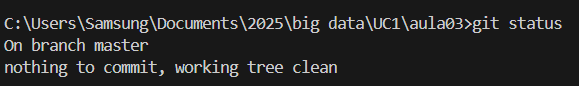 C:\Users\Samsung\Documents\2025\big data\UC1\aula03>git status
On branch master
nothing to commit, working tree clean